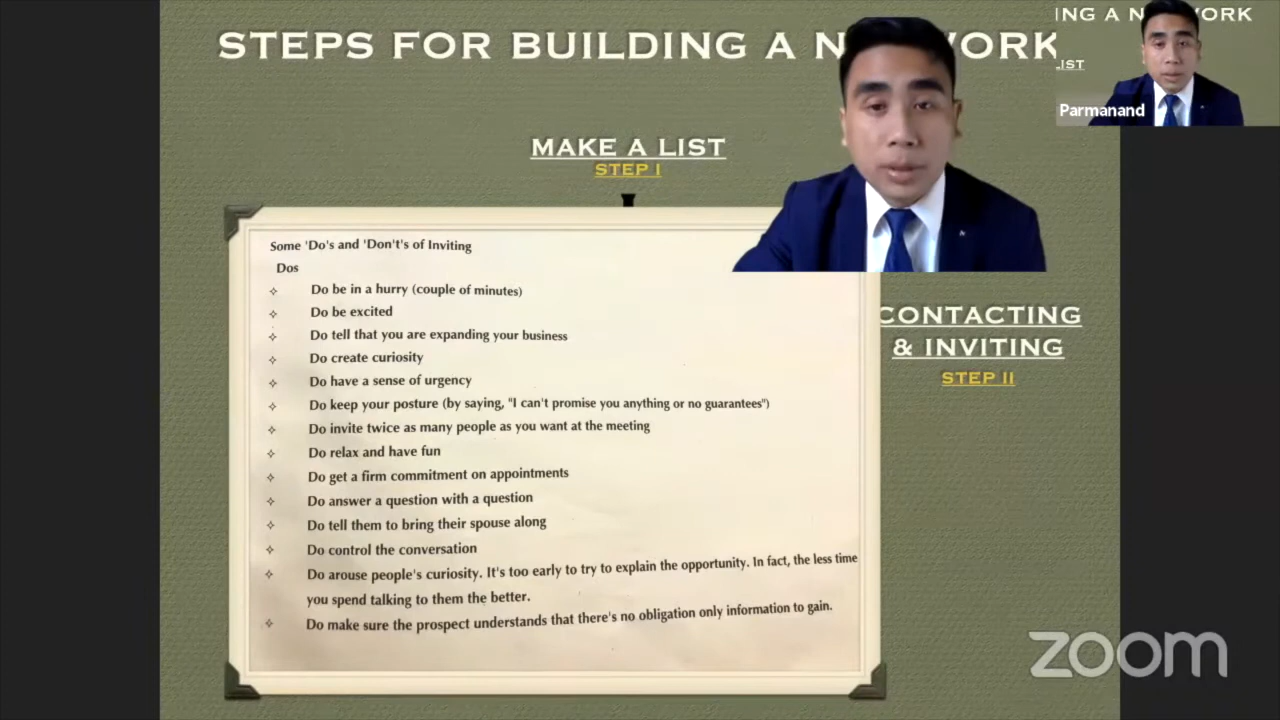 STEPS FOR BUILDING A N WORK
ING A N ORK
IST
Parmanand
MAKE A LIST
STEP I
Some 'Do's and 'Don't's of Inviting
Dos
Do be in a hurry (couple of minutes)
Do be excited
Do tell that you are expanding your business
Do create curiosity
Do have a sense of urgency
Do keep your posture (by saying, "I can't promise you anything or no guarantees")
Do invite twice as many people as you want at the meeting
Do relax and have fun
Do get a firm commitment on appointments
Do answer a question with a question
Do tell them to bring their spouse along
Do control the conversation
Do arouse people's curiosity. It's too early to try to explain the opportunity. In fact, the less time
you spend talking to them the better.
Do make sure the prospect understands that there's no obligation only information to gain.
CONTACTING
& INVITING
STEP II
zoom